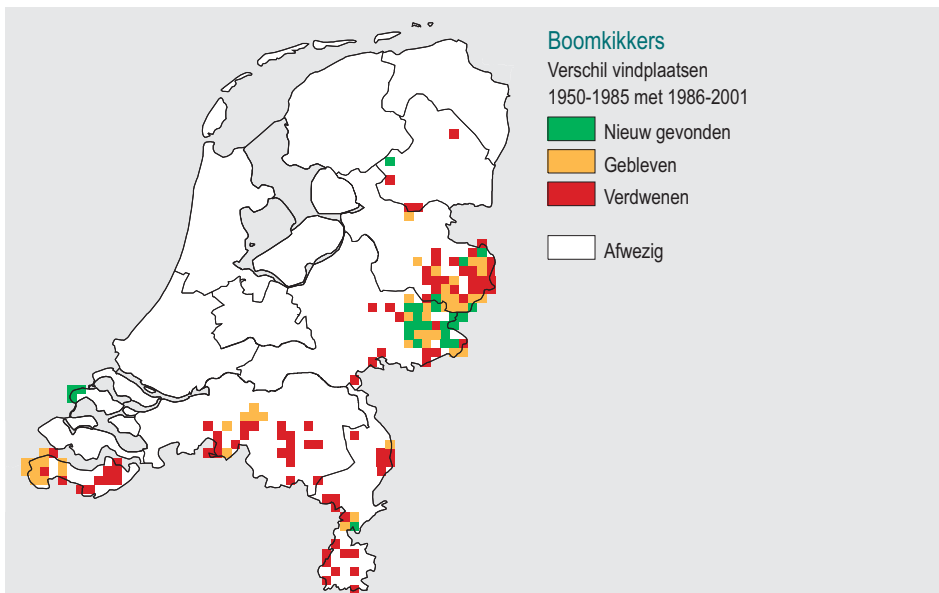 Boomkikkers
Verschil vindplaatsen
1950-1985 met 1986-2001
Nieuw gevonden
Gebleven
Verdwenen
Afwezig